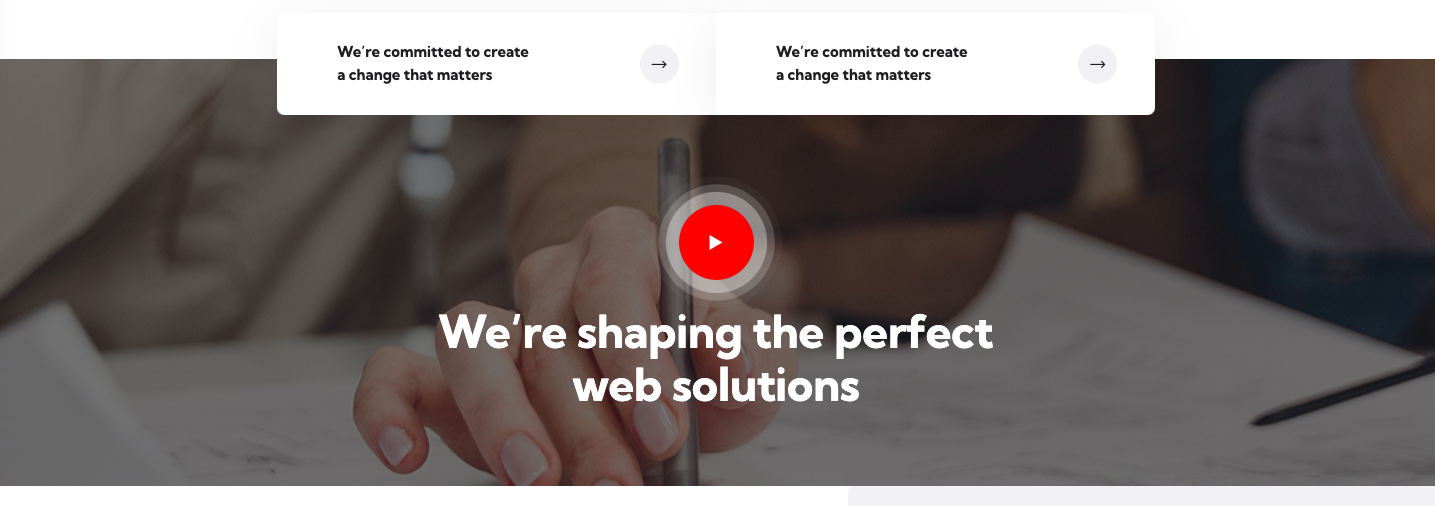 We're committed to create
a change that matters
We're committed to create
a change that matters
We're shaping the perfect
web solutions